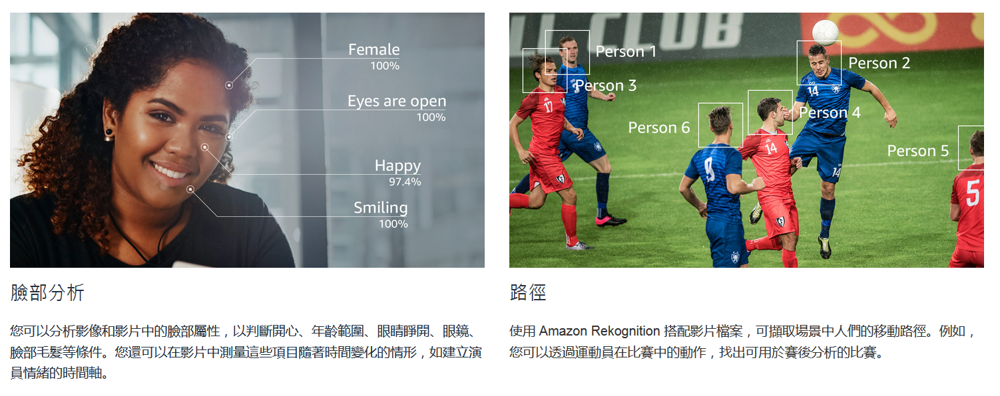 Female
100%
Eyes are open
100%
Happy
97.4%
Smiling
100%
LL CLUB
Person 1
Person 2
Person 3
Person 4
Person 6
Person 5
17
14
14
14
9
5
臉部分析
您可以分析影像和影片中的臉部屬性，以判斷開心、年齡範圍、眼睛睜開、眼鏡、
臉部毛髮等條件。您還可以在影片中測量這些項目隨著時間變化的情形，如建立演
員情緒的時間軸。
路徑
使用 Amazon Rekognition 搭配影片檔案，可擷取場景中人們的移動路徑。例如，
您可以透過運動員在比賽中的動作，找出可用於賽後分析的比賽。